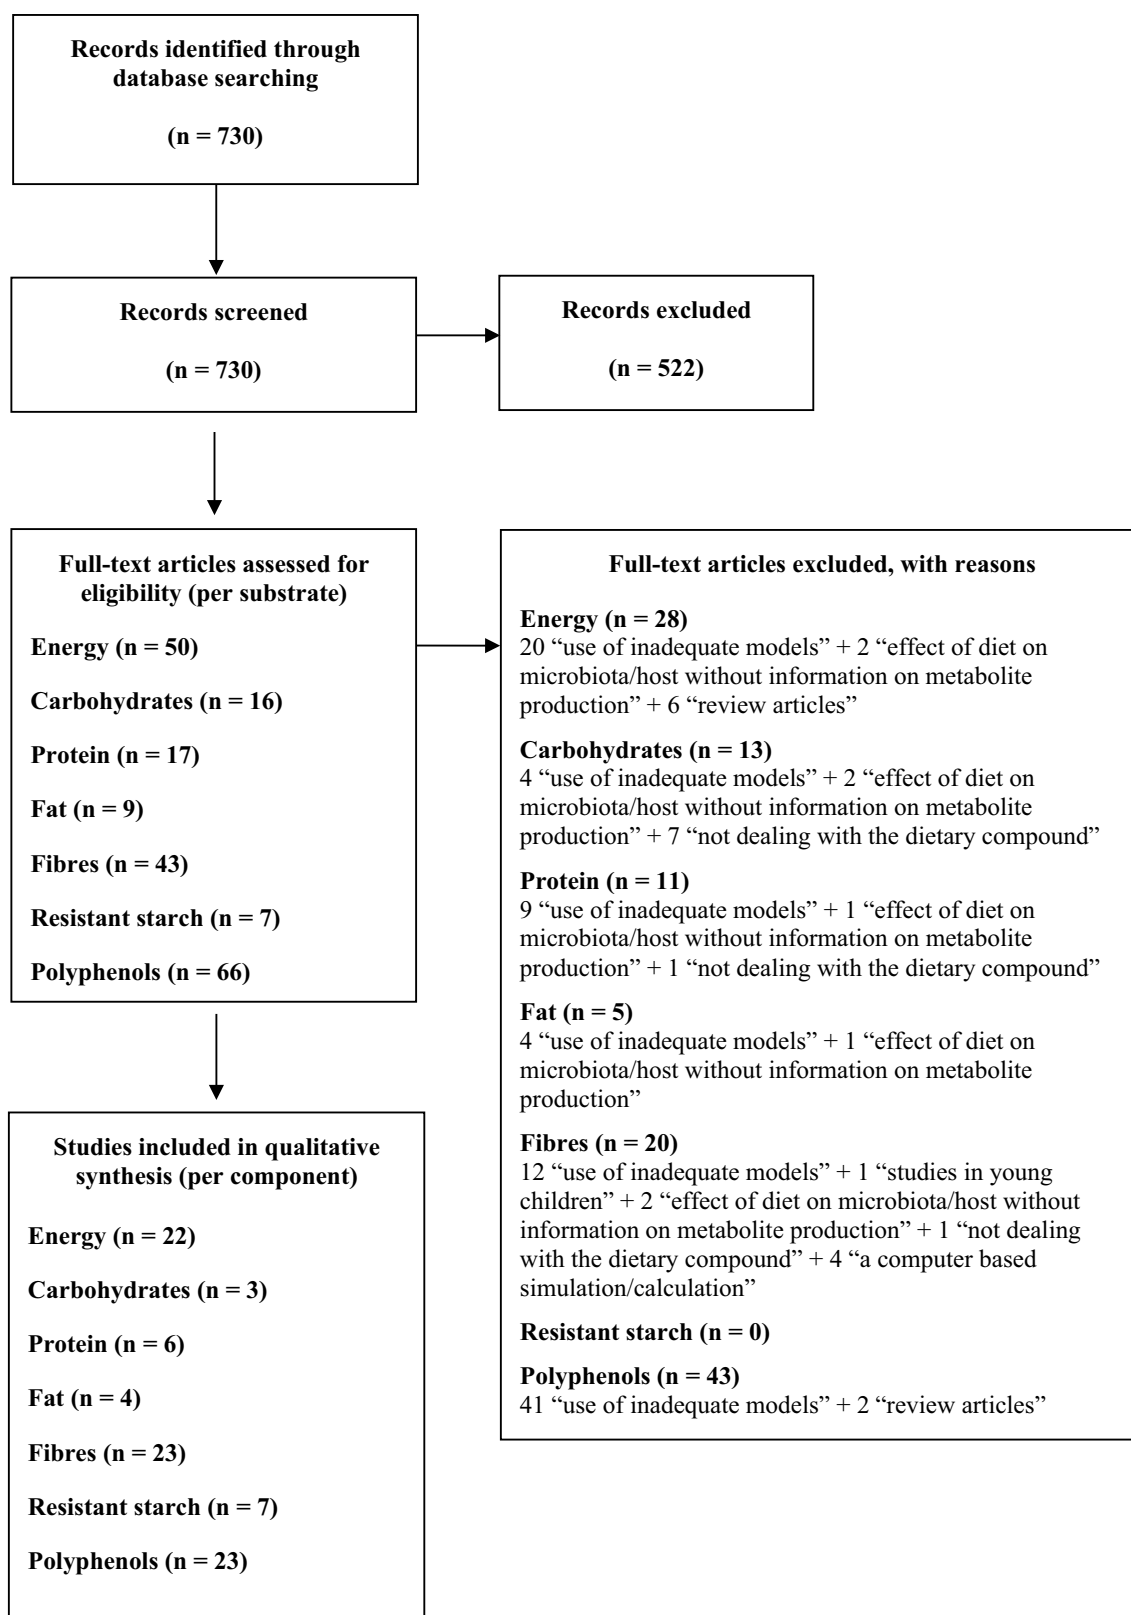 Records identified through
database searching
(n = 730)
Records screened
(n = 730)
Records excluded
(n = 522)
Full-text articles assessed for
eligibility (per substrate)
Energy (n = 50)
Carbohydrates (n = 16)
Protein (n = 17)
Fat (n = 9)
Fibres (n = 43)
Resistant starch (n = 7)
Polyphenols (n = 66)
Full-text articles excluded, with reasons
Energy (n = 28)
20 “use of inadequate models” + 2 “effect of diet on
microbiota/host without information on metabolite
production” + 6 “review articles”
Carbohydrates (n = 13)
4 “use of inadequate models” + 2 “effect of diet on
microbiota/host without information on metabolite
production” + 7 “not dealing with the dietary compound”
Protein (n = 11)
9 “use of inadequate models” + 1 “effect of diet on
microbiota/host without information on metabolite
production” + 1 “not dealing with the dietary compound”
Fat (n = 5)
4 “use of inadequate models” + 1 “effect of diet on
microbiota/host without information on metabolite
production”
Fibres (n = 20)
12 “use of inadequate models” + 1 “studies in young
children” + 2 “effect of diet on microbiota/host without
information on metabolite production” + 1 “not dealing
with the dietary compound” + 4 “a computer based
simulation/calculation”
Resistant starch (n = 0)
Polyphenols (n = 43)
41 “use of inadequate models” + 2 “review articles”
Studies included in qualitative
synthesis (per component)
Energy (n = 22)
Carbohydrates (n = 3)
Protein (n = 6)
Fat (n = 4)
Fibres (n = 23)
Resistant starch (n = 7)
Polyphenols (n = 23)